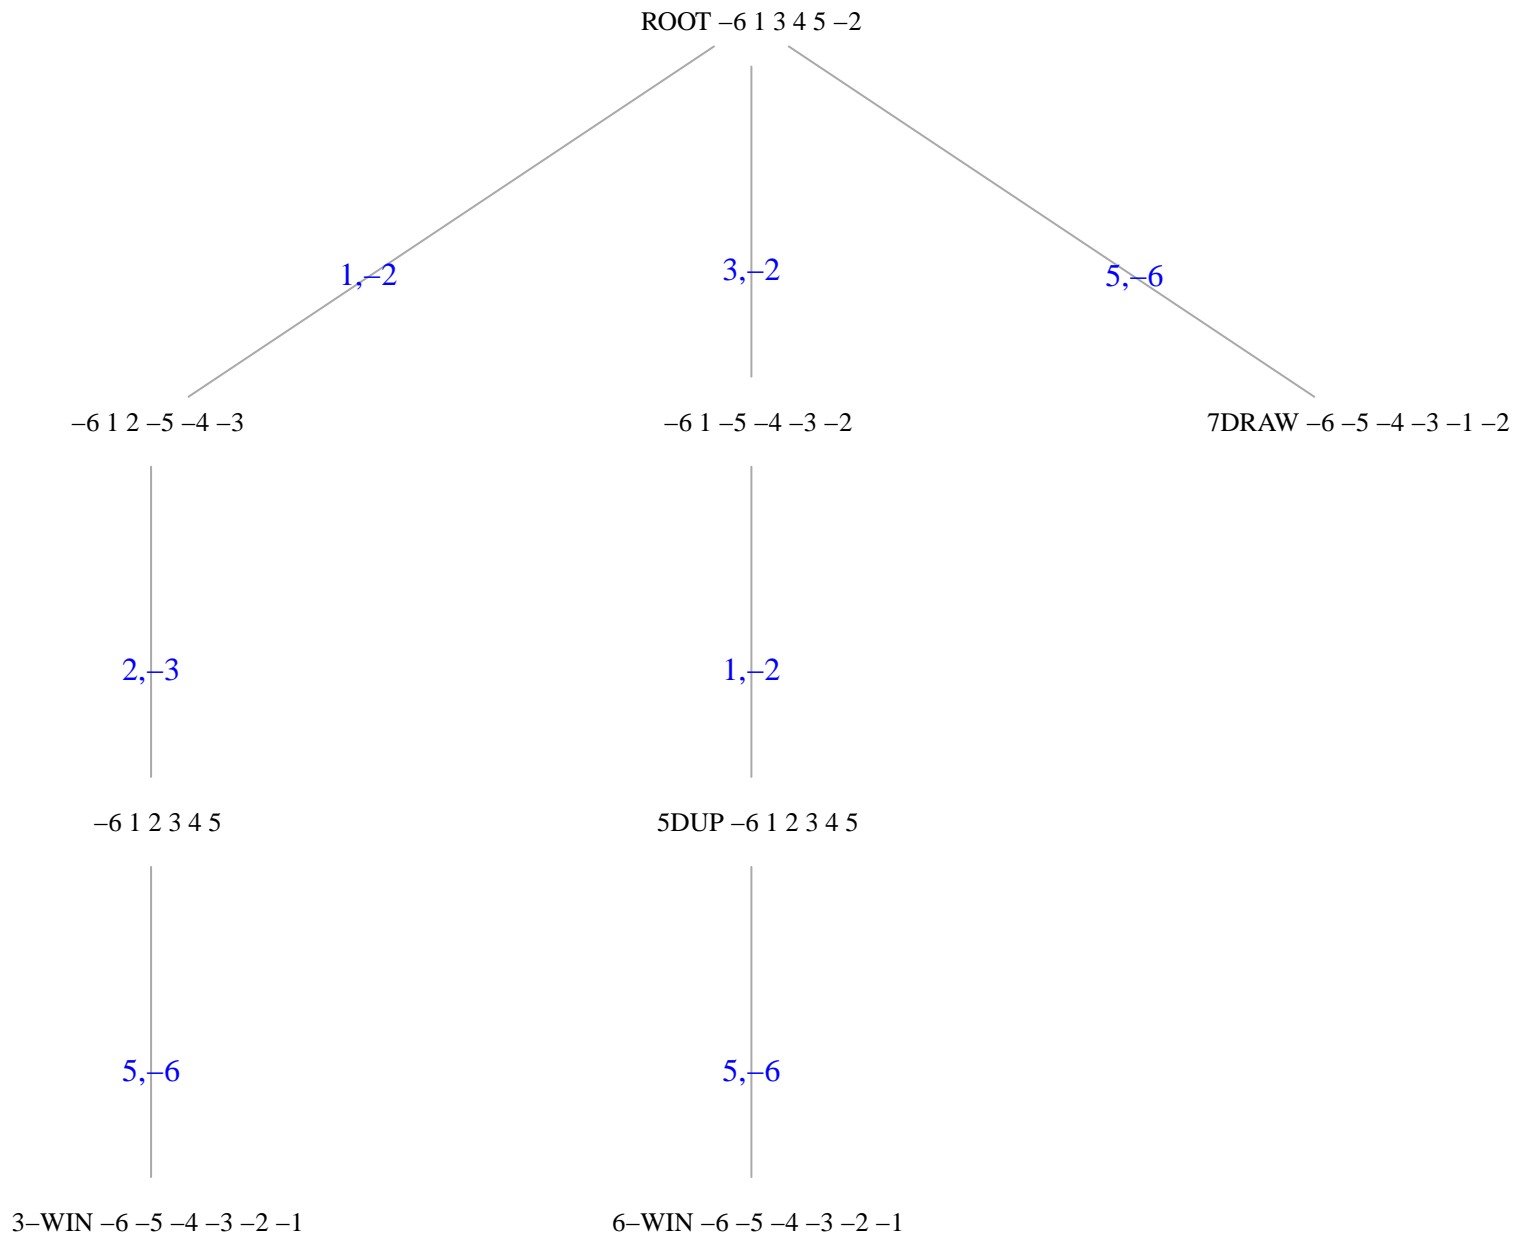 ROOT –6 1 3 4 5 –2
1,–2
3,–2
5,–6
–6 1 2 –5 –4 –3
–6 1 –5 –4 –3 –2
7DRAW –6 –5 –4 –3 –1 –2
2,–3
1,–2
–6 1 2 3 4 5
5DUP –6 1 2 3 4 5
5,–6
5,–6
3–WIN –6 –5 –4 –3 –2 –1
6–WIN –6 –5 –4 –3 –2 –1